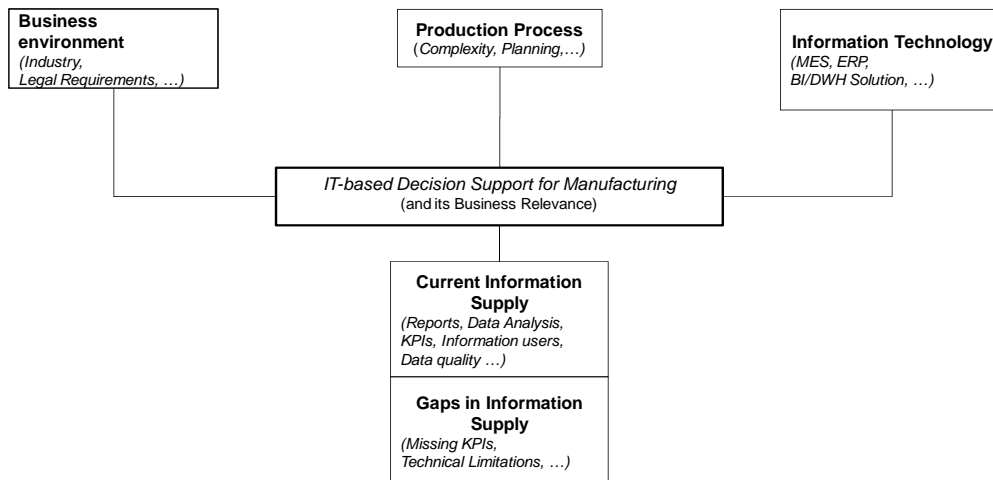 Business
environment
(Industry,
Legal Requirements, …)
Production Process
(Complexity, Planning,…)
Information Technology
(MES, ERP,
BI/DWH Solution, …)
IT-based Decision Support for Manufacturing
(and its Business Relevance)
Current Information
Supply
(Reports, Data Analysis,
KPIs, Information users,
Data quality …)
Gaps in Information
Supply
(Missing KPIs,
Technical Limitations, …)